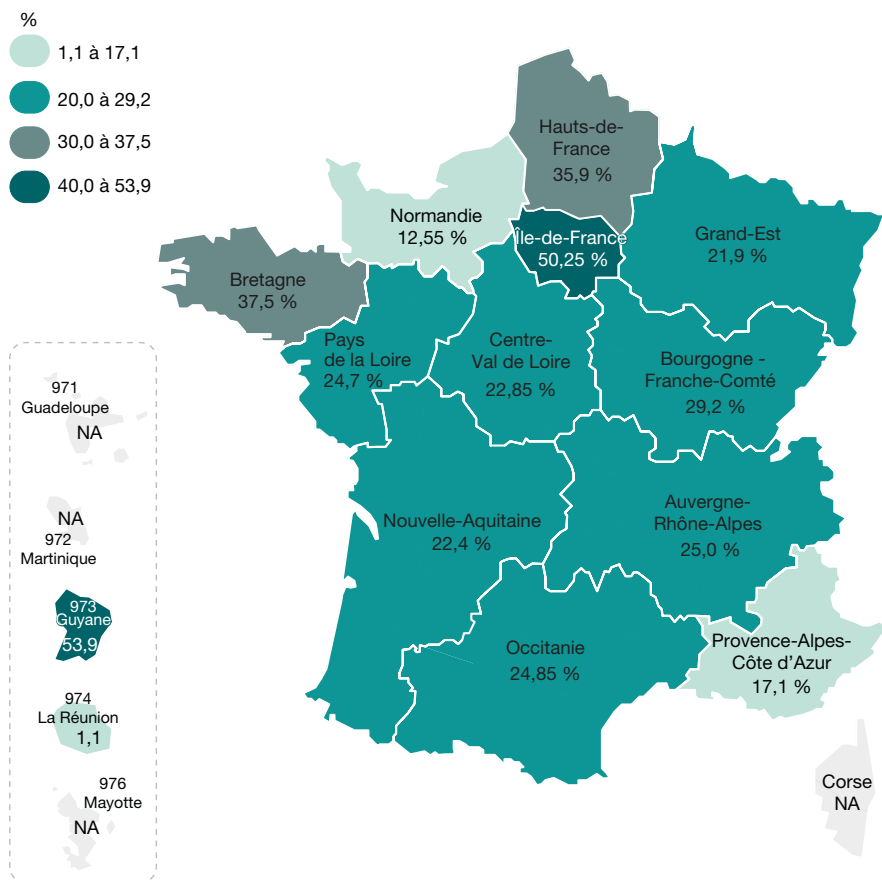 %
1,1 à 17,1
20,0 à 29,2
30,0 à 37,5
40,0 à 53,9
Hauts-de-
France
35,9 %
Normandie
12,55 %
Île-de-France
50,25 %
Grand-Est
21,9 %
Bretagne
37,5 %
Pays
de la Loire
24,7 %
Centre-
Val de Loire
22,85 %
Bourgogne -
Franche-Comté
29,2 %
Nouvelle-Aquitaine
22,4 %
Auvergne-
Rhône-Alpes
25,0 %
Occitanie
24,85 %
Provence-Alpes-
Côte d'Azur
17,1 %
Corse
NA
971
Guadeloupe
NA
NA
972
Martinique
973
Guyane
53,9
974
La Réunion
1,1
976
Mayotte
NA